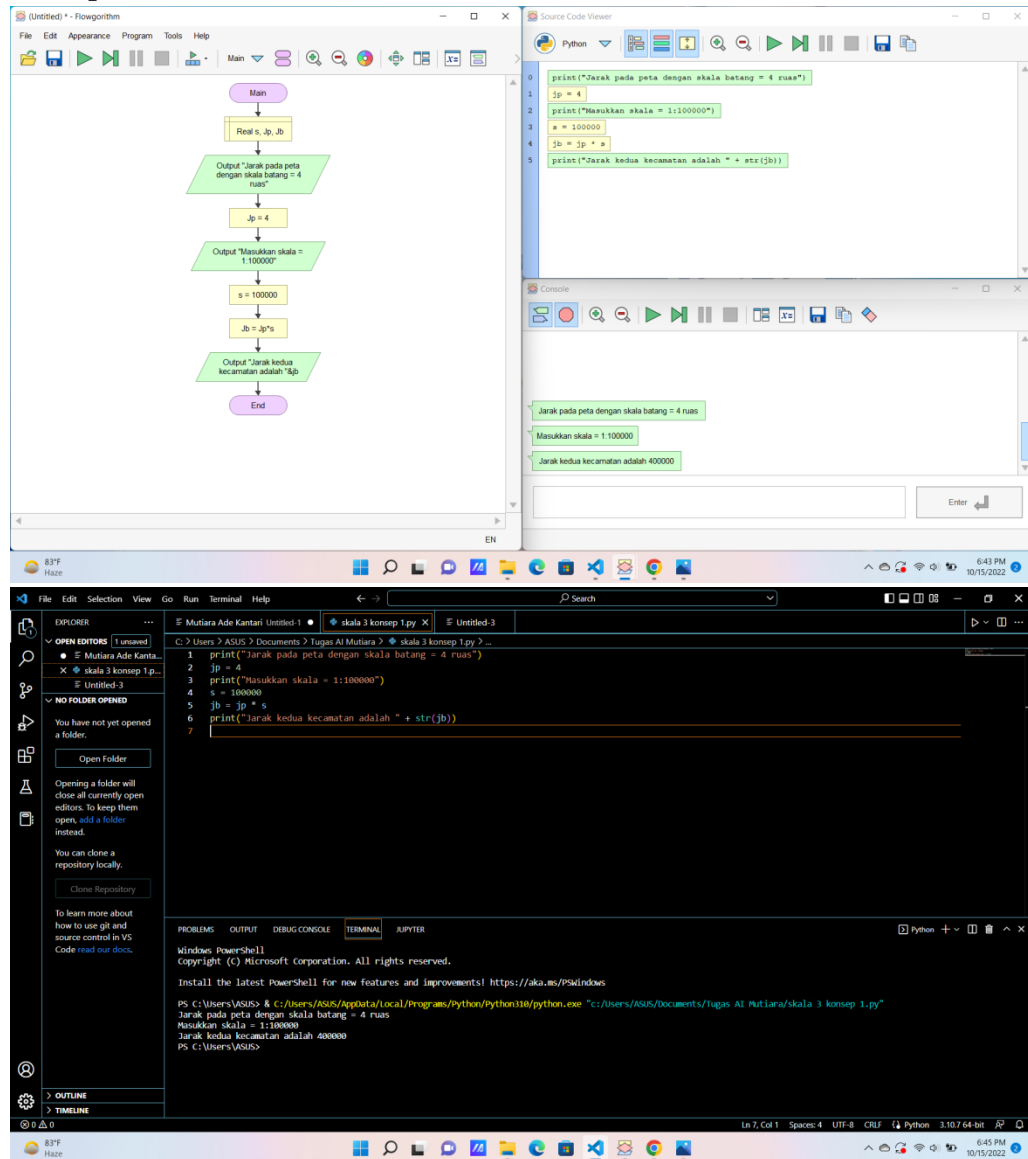 (Untitled) * - Flowgorithm
File Edit Appearance Program Tools Help
Main
Main
Real s, Jp, Jb
Output "Jarak pada peta
dengan skala batang = 4
ruas"
Jp = 4
Output "Masukkan skala =
1:100000"
s = 100000
Jb = Jp*s
Output "Jarak kedua
kecamatan adalah "&jb
End
EN
Source Code Viewer
Python
0 print("Jarak pada peta dengan skala batang = 4 ruas")
1 jp = 4
2 print("Masukkan skala = 1:100000")
3 s = 100000
4 jb = jp * s
5 print("Jarak kedua kecamatan adalah " + str(jb))
Console
Jarak pada peta dengan skala batang = 4 ruas
Masukkan skala = 1:100000
Jarak kedua kecamatan adalah 400000
Enter
83°F
Haze
6:43 PM
10/15/2022
File Edit Selection View Go Run Terminal Help
Search
EXPLORER
OPEN EDITORS 1 unsaved
Mutiara Ade Kanta...
skala 3 konsep 1.p...
Untitled-3
NO FOLDER OPENED
You have not yet opened
a folder.
Open Folder
Opening a folder will
close all currently open
editors. To keep them
open, add a folder
instead.
You can clone a
repository locally.
Clone Repository
To learn more about
how to use git and
source control in VS
Code read our docs.
OUTLINE
TIMELINE
Mutiara Ade Kantari Untitled-1 skala 3 konsep 1.py Untitled-3
C: > Users > ASUS > Documents > Tugas AI Mutiara > skala 3 konsep 1.py > ...
1 print("Jarak pada peta dengan skala batang = 4 ruas")
2 jp = 4
3 print("Masukkan skala = 1:100000")
4 s = 100000
5 jb = jp * s
6 print("Jarak kedua kecamatan adalah " + str(jb))
7
PROBLEMS OUTPUT DEBUG CONSOLE TERMINAL JUPYTER
Python
Windows PowerShell
Copyright (C) Microsoft Corporation. All rights reserved.
Install the latest PowerShell for new features and improvements! https://aka.ms/PSWindows
PS C:\Users\ASUS> & C:/Users/ASUS/AppData/Local/Programs/Python/Python310/python.exe "c:/Users/ASUS/Documents/Tugas AI Mutiara/skala 3 konsep 1.py"
Jarak pada peta dengan skala batang = 4 ruas
Masukkan skala = 1:100000
Jarak kedua kecamatan adalah 400000
PS C:\Users\ASUS>
0 0 Ln 7, Col 1 Spaces: 4 UTF-8 CRLF Python 3.10.7 64-bit
83°F
Haze
6:45 PM
10/15/2022